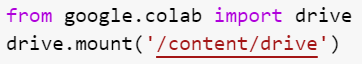 from google.colab import drive
drive.mount('/content/drive')